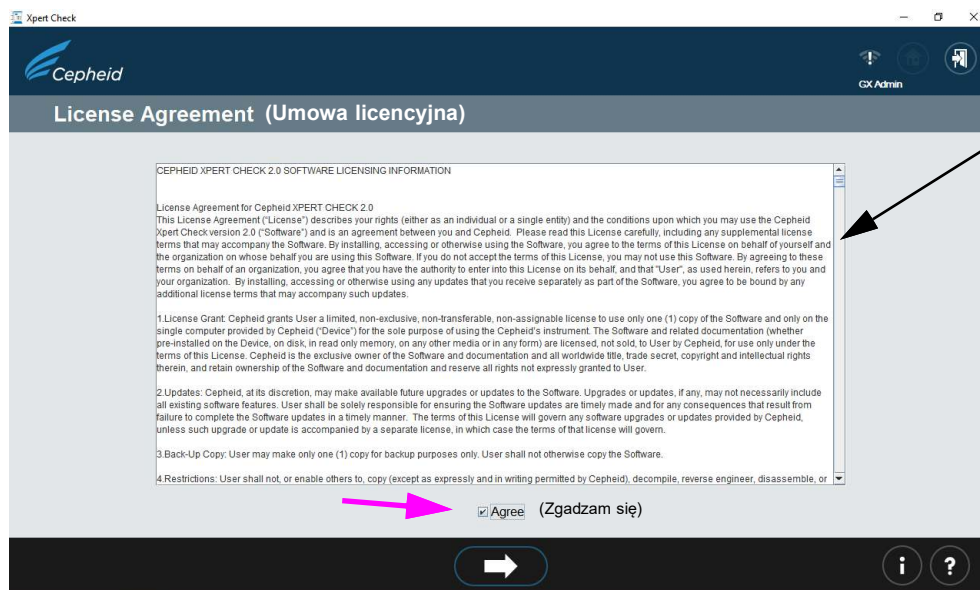 Xpert Check
Cepheid
GX Admin
License Agreement (Umowa licencyjna)
CEPHEID XPERT CHECK 2.0 SOFTWARE LICENSING INFORMATION
License Agreement for Cepheid XPERT CHECK 2.0
This License Agreement ("License") describes your rights (either as an individual or a single entity) and the conditions upon which you may use the Cepheid
Xpert Check version 2.0 ("Software") and is an agreement between you and Cepheid. Please read this License carefully, including any supplemental license
terms that may accompany the Software. By installing, accessing or otherwise using the Software, you agree to the terms of this License on behalf of yourself and
the organization on whose behalf you are using this Software. If you do not accept the terms of this License, you may not use this Software. By agreeing to these
terms on behalf of an organization, you agree that you have the authority to enter into this License on its behalf, and that "User", as used herein, refers to you and
your organization. By installing, accessing or otherwise using any updates that you receive separately as part of the Software, you agree to be bound by any
additional license terms that may accompany such updates.
1.License Grant: Cepheid grants User a limited, non-exclusive, non-transferable, non-assignable license to use only one (1) copy of the Software and only on the
single computer provided by Cepheid ("Device") for the sole purpose of using the Cepheid's instrument. The Software and related documentation (whether
pre-installed on the Device, on disk, in read only memory, on any other media or in any form) are licensed, not sold, to User by Cepheid, for use only under the
terms of this License. Cepheid is the exclusive owner of the Software and documentation and all worldwide title, trade secret, copyright and intellectual rights
therein, and retain ownership of the Software and documentation and reserve all rights not expressly granted to User.
2.Updates: Cepheid, at its discretion, may make available future upgrades or updates to the Software. Upgrades or updates, if any, may not necessarily include
all existing software features. User shall be solely responsible for ensuring the Software updates are timely made and for any consequences that result from
failure to complete the Software updates in a timely manner. The terms of this License will govern any software upgrades or updates provided by Cepheid,
unless such upgrade or update is accompanied by a separate license, in which case the terms of that license will govern.
3.Back-Up Copy: User may make only one (1) copy for backup purposes only. User shall not otherwise copy the Software.
4.Restrictions: User shall not, or enable others to, copy (except as expressly and in writing permitted by Cepheid), decompile, reverse engineer, disassemble, or
Agree (Zgadzam się)